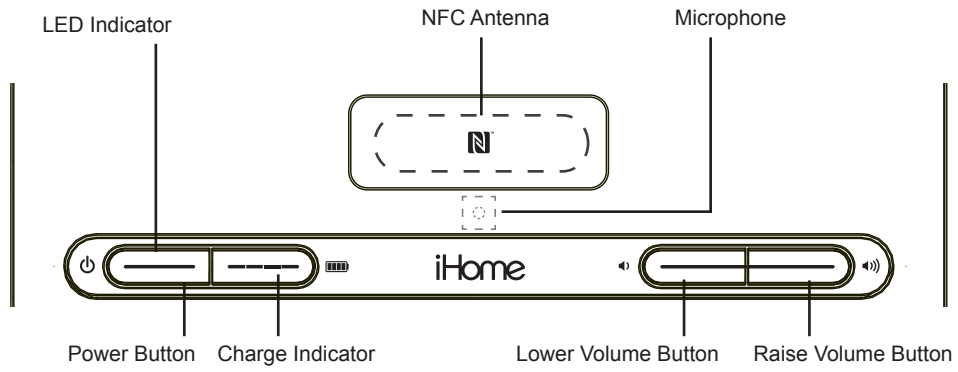 LED Indicator
NFC Antenna
Microphone
iHome
Power Button
Charge Indicator
Lower Volume Button
Raise Volume Button